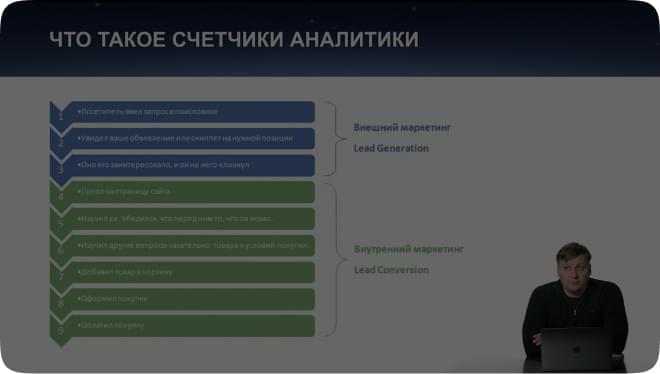 ЧТО ТАКОЕ СЧЕТЧИКИ АНАЛИТИКИ
1 •Посетитель ввел запрос в поисковике
2 •Увидел ваше объявление или сниппет на нужной позиции
3 •Оно его заинтересовало, и он на него кликнул
Внешний маркетинг
Lead Generation
4 •Попал на страницу сайта
5 •Изучил ее. Убедился, что перед ним то, что он искал.
6 •Изучил другие вопросы касательно товара и условий покупки.
7 •Добавил товар в корзину
8 •Оформил покупку
9 •Оплатил покупку
Внутренний маркетинг
Lead Conversion